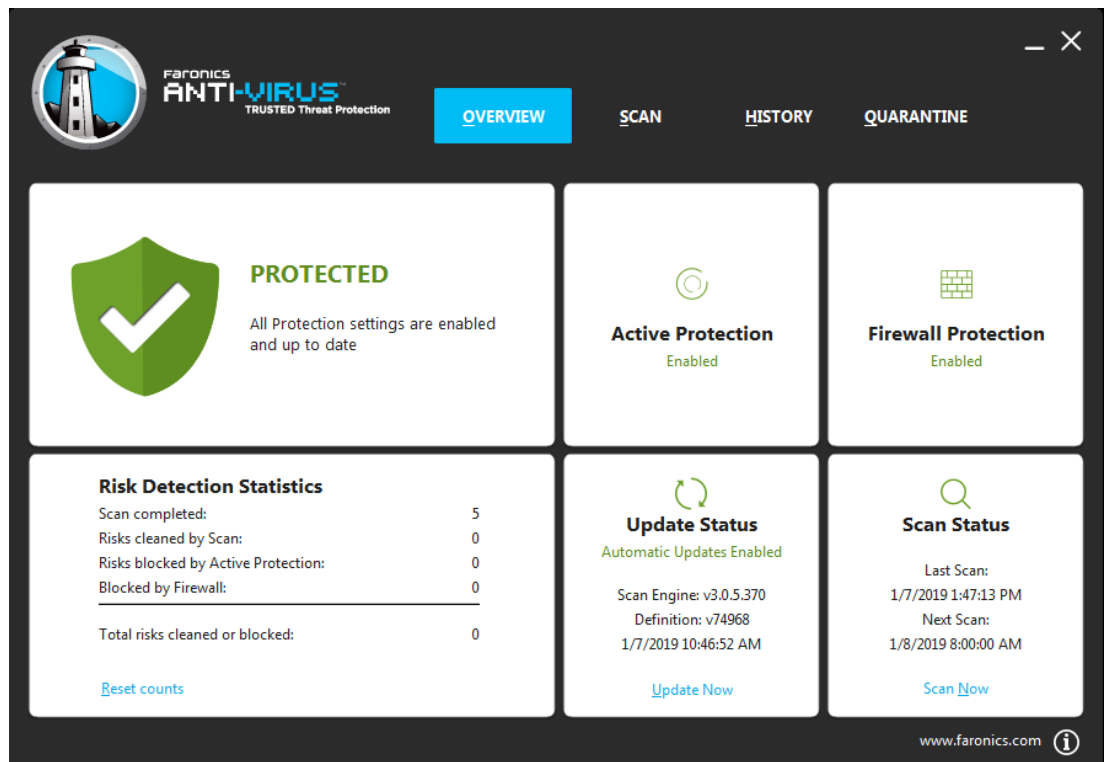 Faronics
ANTI-VIRUS™
TRUSTED Threat Protection
OVERVIEW
SCAN
HISTORY
QUARANTINE
PROTECTED
All Protection settings are enabled
and up to date
Active Protection
Enabled
Firewall Protection
Enabled
Risk Detection Statistics
Scan completed: 5
Risks cleaned by Scan: 0
Risks blocked by Active Protection: 0
Blocked by Firewall: 0
Total risks cleaned or blocked: 0
Reset counts
Update Status
Automatic Updates Enabled
Scan Engine: v3.0.5.370
Definition: v74968
1/7/2019 10:46:52 AM
Update Now
Scan Status
Last Scan:
1/7/2019 1:47:13 PM
Next Scan:
1/8/2019 8:00:00 AM
Scan Now
www.faronics.com